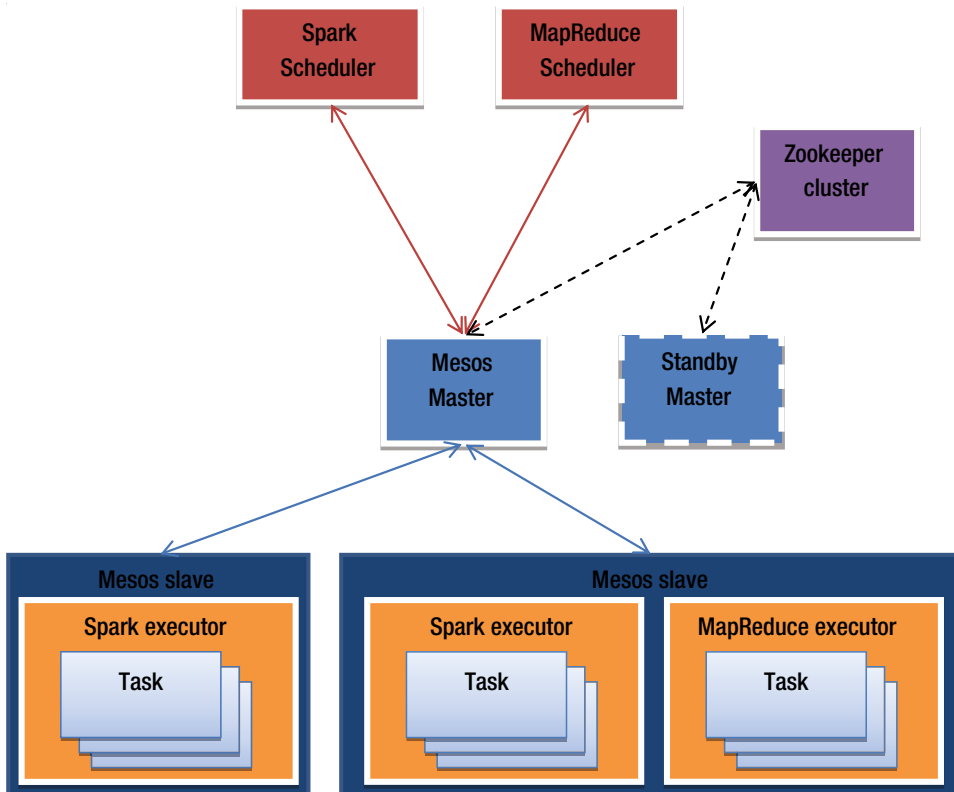 Spark
Scheduler
MapReduce
Scheduler
Zookeeper
cluster
Mesos
Master
Standby
Master
Mesos slave
Mesos slave
Spark executor
Spark executor
MapReduce executor
Task
Task
Task